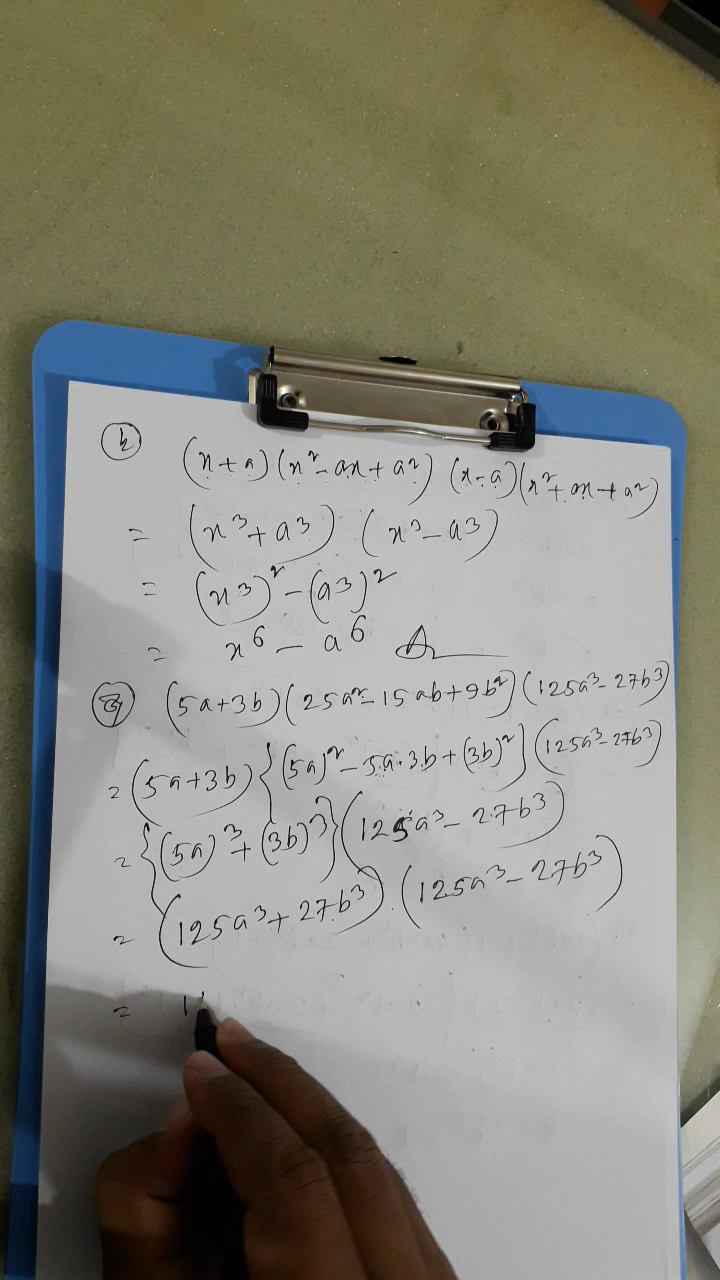 (x+a)(x²-ax+a²) (x-a)(x²+ax+a²)
= (x³+a³) (x³-a³)
= (x³)²-(a³)²
= x⁶-a⁶
(5a+3b)(25a²-15ab+9b²)(125a³-27b³)
= (5a+3b){(5a)²-5a·3b+(3b)²}(125a³-27b³)
= {(5a)³+(3b)³}(125a³-27b³)
= (125a³+27b³).(125a³-27b³)
= 1